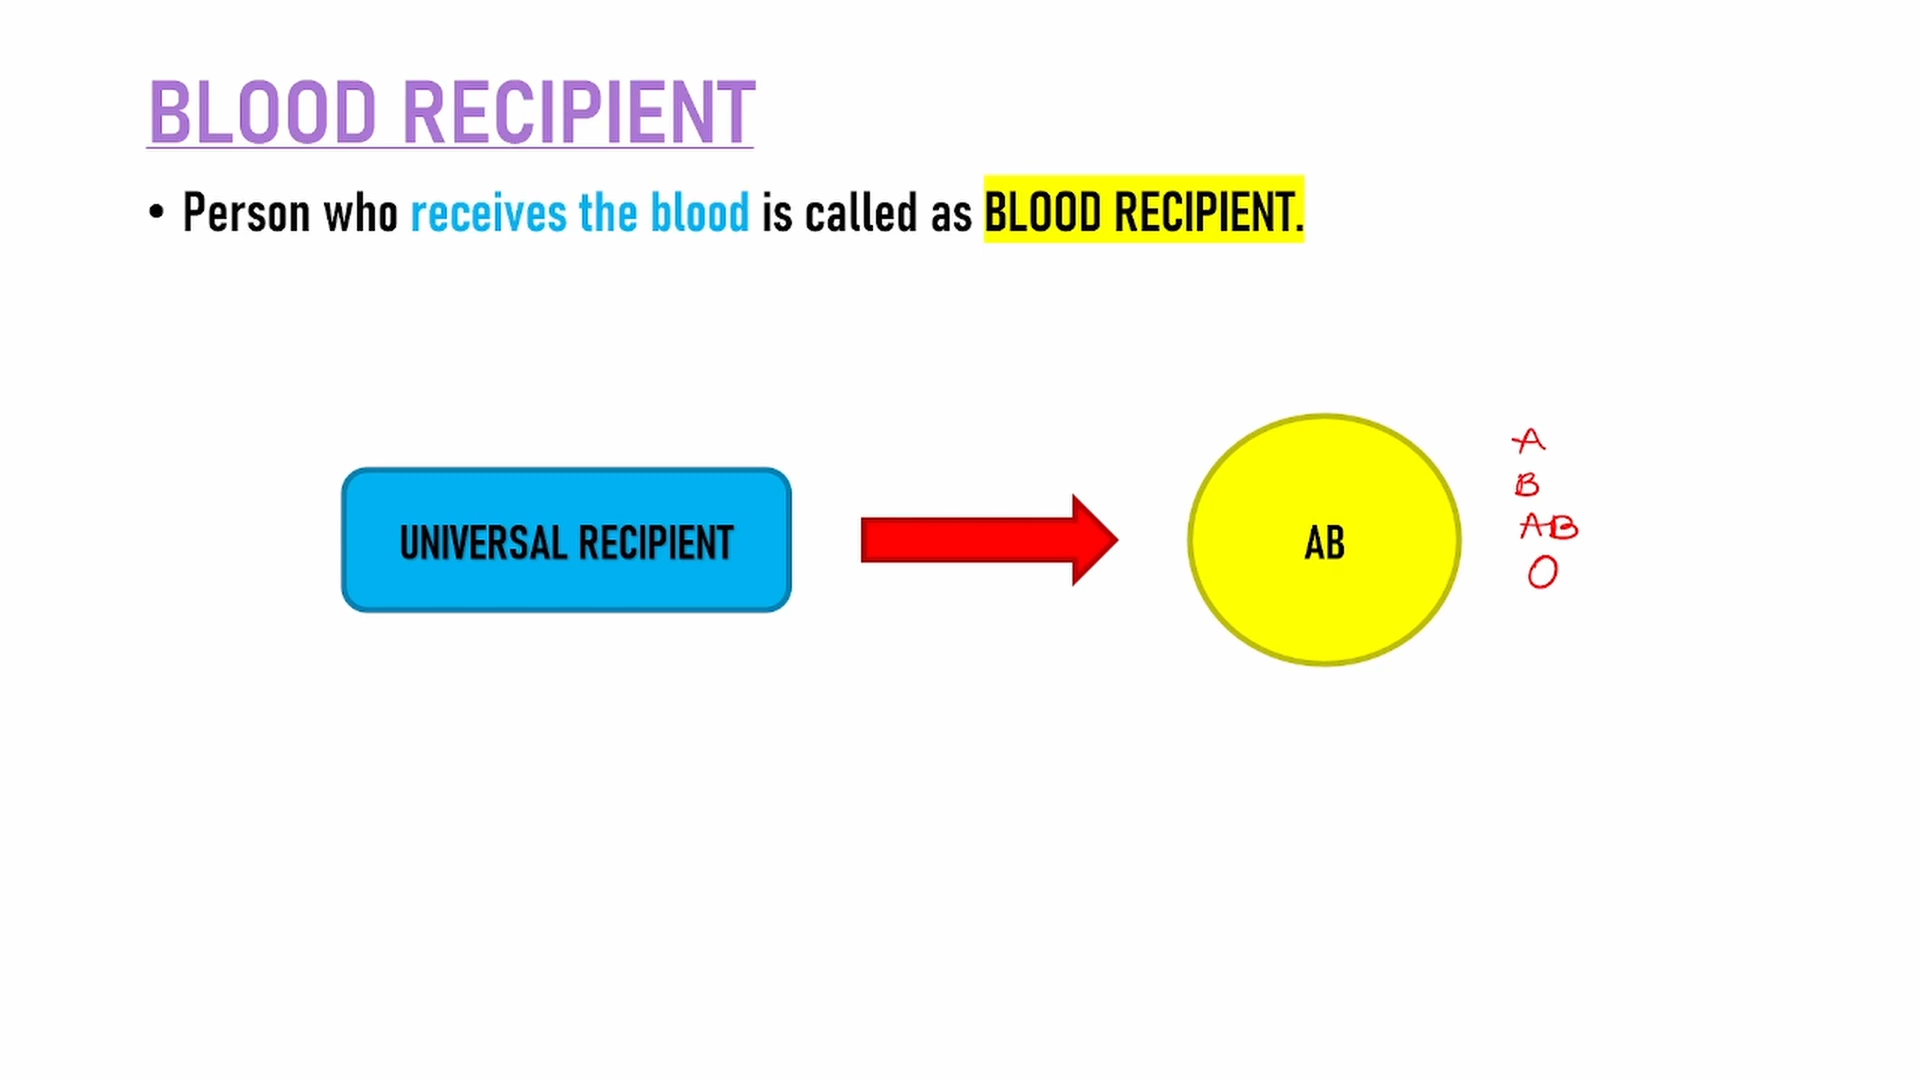 BLOOD RECIPIENT
• Person who receives the blood is called as BLOOD RECIPIENT.
UNIVERSAL RECIPIENT
AB
A
B
AB
O